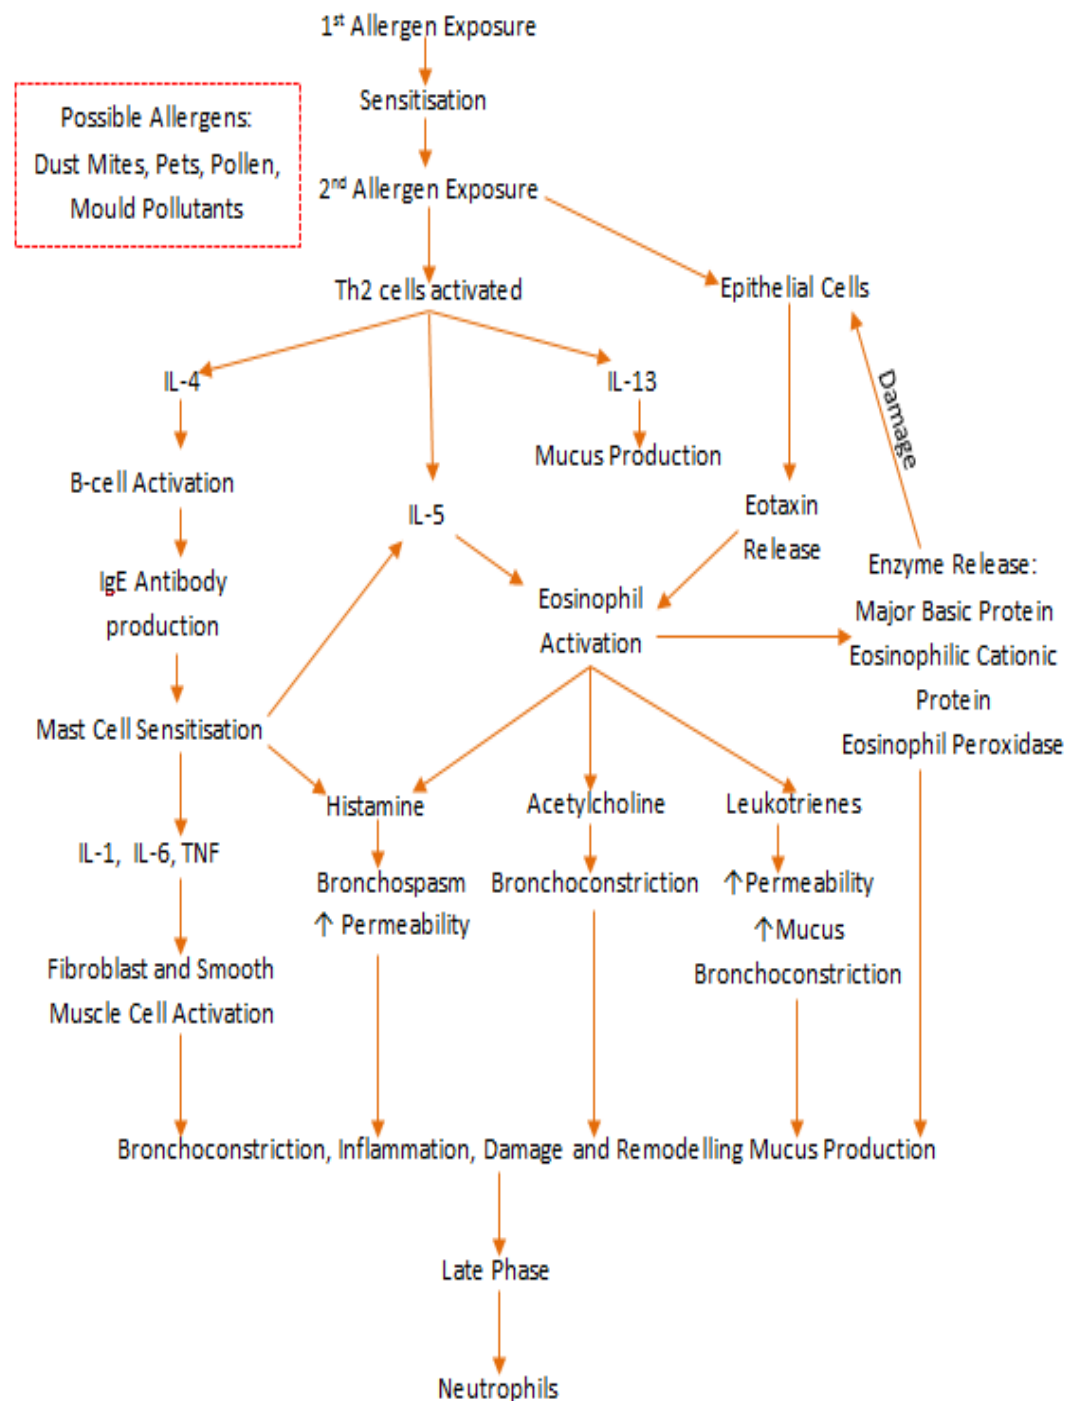 1st Allergen Exposure
Sensitisation
Possible Allergens:
Dust Mites, Pets, Pollen,
Mould Pollutants
2nd Allergen Exposure
Th2 cells activated
Epithelial Cells
IL-4
IL-13
Damage
Mucus Production
B-cell Activation
IL-5
Eotaxin
Release
IgE Antibody
production
Eosinophil
Activation
Enzyme Release:
Major Basic Protein
Eosinophilic Cationic
Protein
Eosinophil Peroxidase
Mast Cell Sensitisation
Histamine
Acetylcholine
Leukotrienes
IL-1, IL-6, TNF
Bronchospasm
↑ Permeability
Bronchoconstriction
↑Permeability
↑Mucus
Bronchoconstriction
Fibroblast and Smooth
Muscle Cell Activation
Bronchoconstriction, Inflammation, Damage and Remodelling Mucus Production
Late Phase
Neutrophils